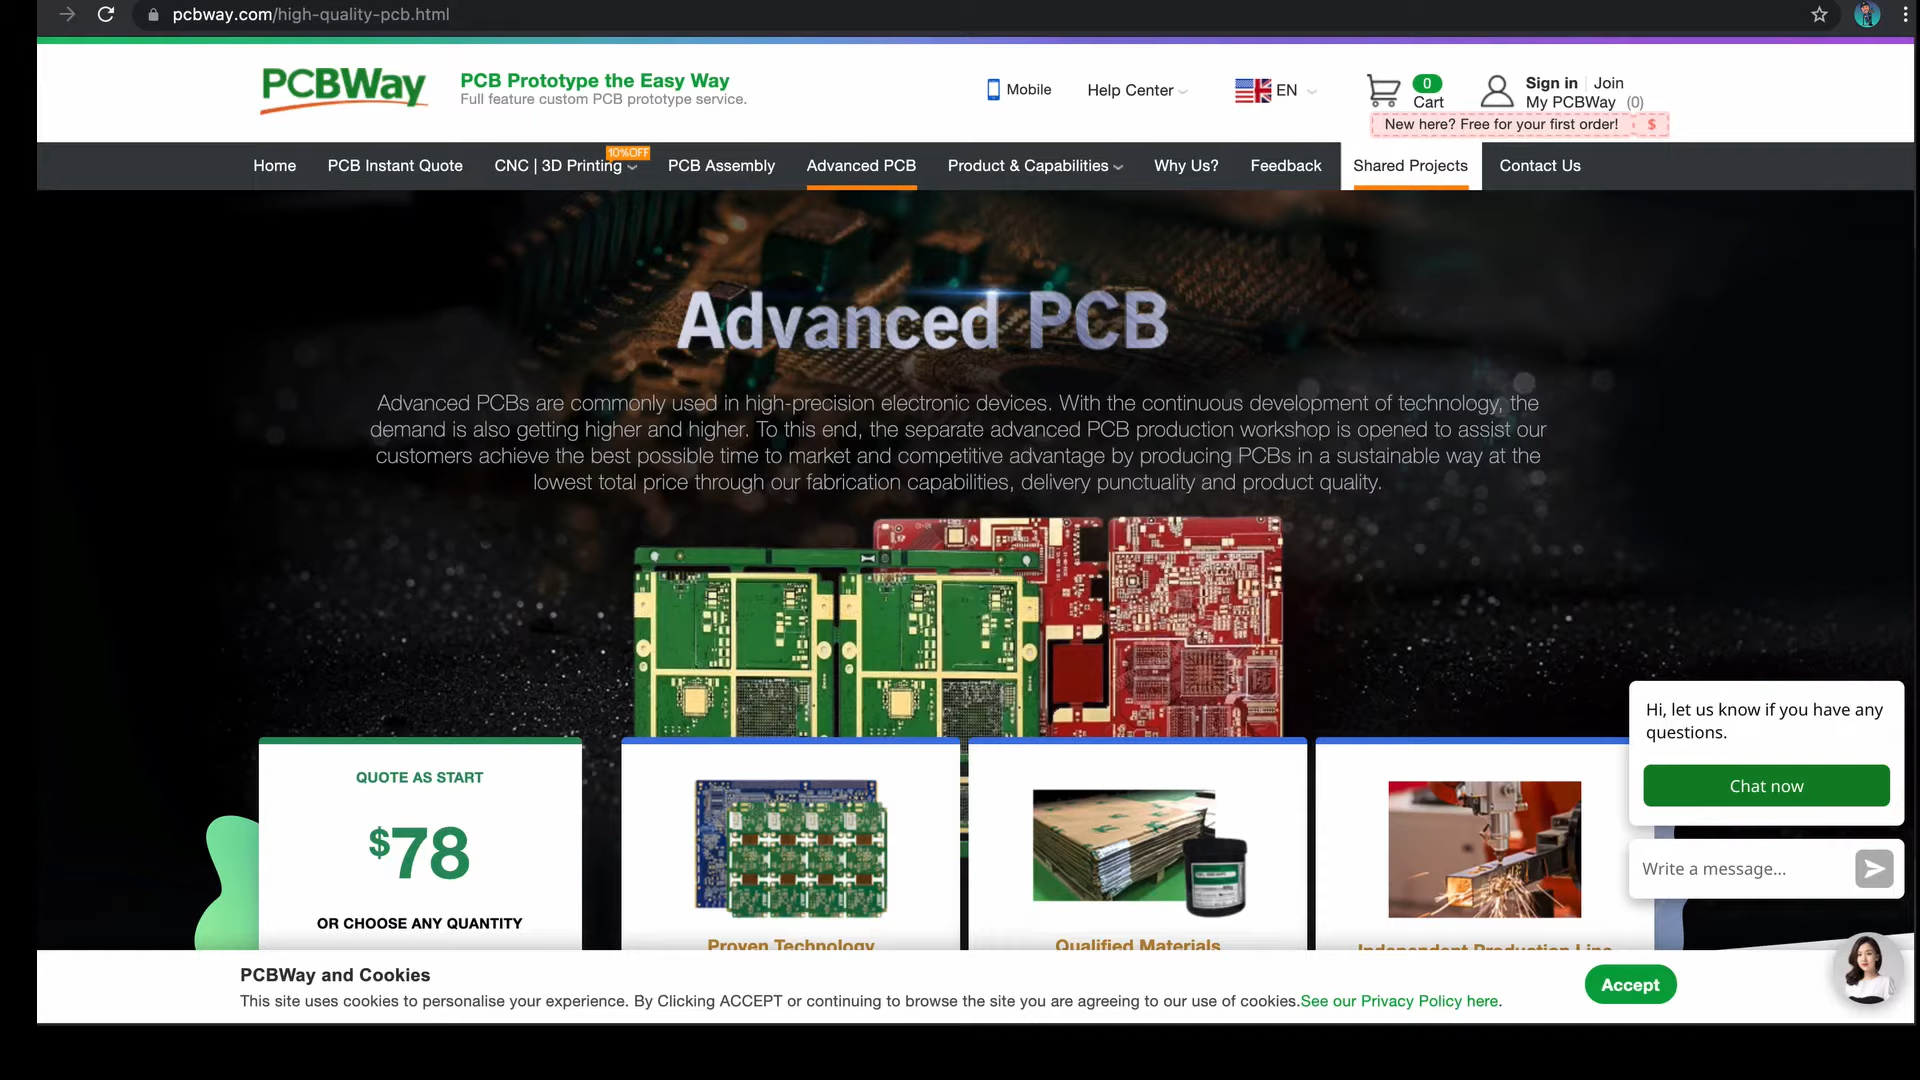 pcbway.com/high-quality-pcb.html
PCBWay
PCB Prototype the Easy Way
Full feature custom PCB prototype service.
Mobile
Help Center
EN
0
Cart
Sign in | Join
My PCBWay (0)
New here? Free for your first order! $
10%OFF
Home
PCB Instant Quote
CNC | 3D Printing
PCB Assembly
Advanced PCB
Product & Capabilities
Why Us?
Feedback
Shared Projects
Contact Us
Advanced PCB
Advanced PCBs are commonly used in high-precision electronic devices. With the continuous development of technology, the
demand is also getting higher and higher. To this end, the separate advanced PCB production workshop is opened to assist our
customers achieve the best possible time to market and competitive advantage by producing PCBs in a sustainable way at the
lowest total price through our fabrication capabilities, delivery punctuality and product quality.
QUOTE AS START
$78
OR CHOOSE ANY QUANTITY
Proven Technology
Qualified Materials
Independent Production Line
Hi, let us know if you have any
questions.
Chat now
Write a message...
PCBWay and Cookies
This site uses cookies to personalise your experience. By Clicking ACCEPT or continuing to browse the site you are agreeing to our use of cookies.See our Privacy Policy here.
Accept